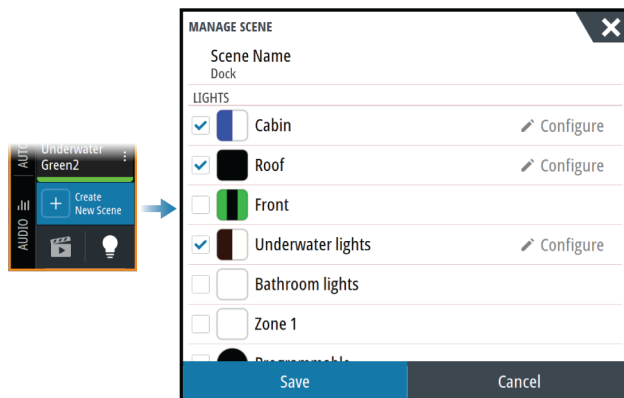 AUTO
Underwater
Green2
Create
New Scene
AUDIO
MANAGE SCENE
Scene Name
Dock
LIGHTS
Cabin
Configure
Roof
Configure
Front
Underwater lights
Configure
Bathroom lights
Zone 1
Programmable
Save
Cancel